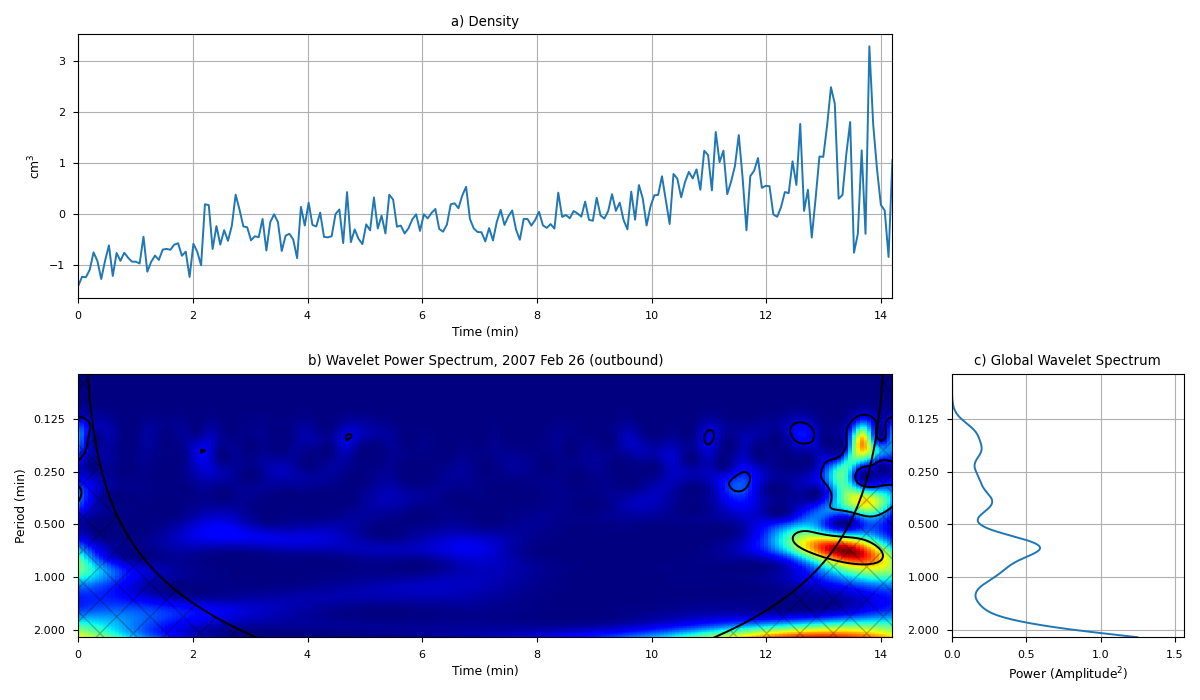 a) Density
3
2
1
0
−1
cm³
0 2 4 6 8 10 12 14
Time (min)
b) Wavelet Power Spectrum, 2007 Feb 26 (outbound)
0.125
0.250
0.500
1.000
2.000
Period (min)
0 2 4 6 8 10 12 14
Time (min)
c) Global Wavelet Spectrum
0.125
0.250
0.500
1.000
2.000
0.0 0.5 1.0 1.5
Power (Amplitude²)